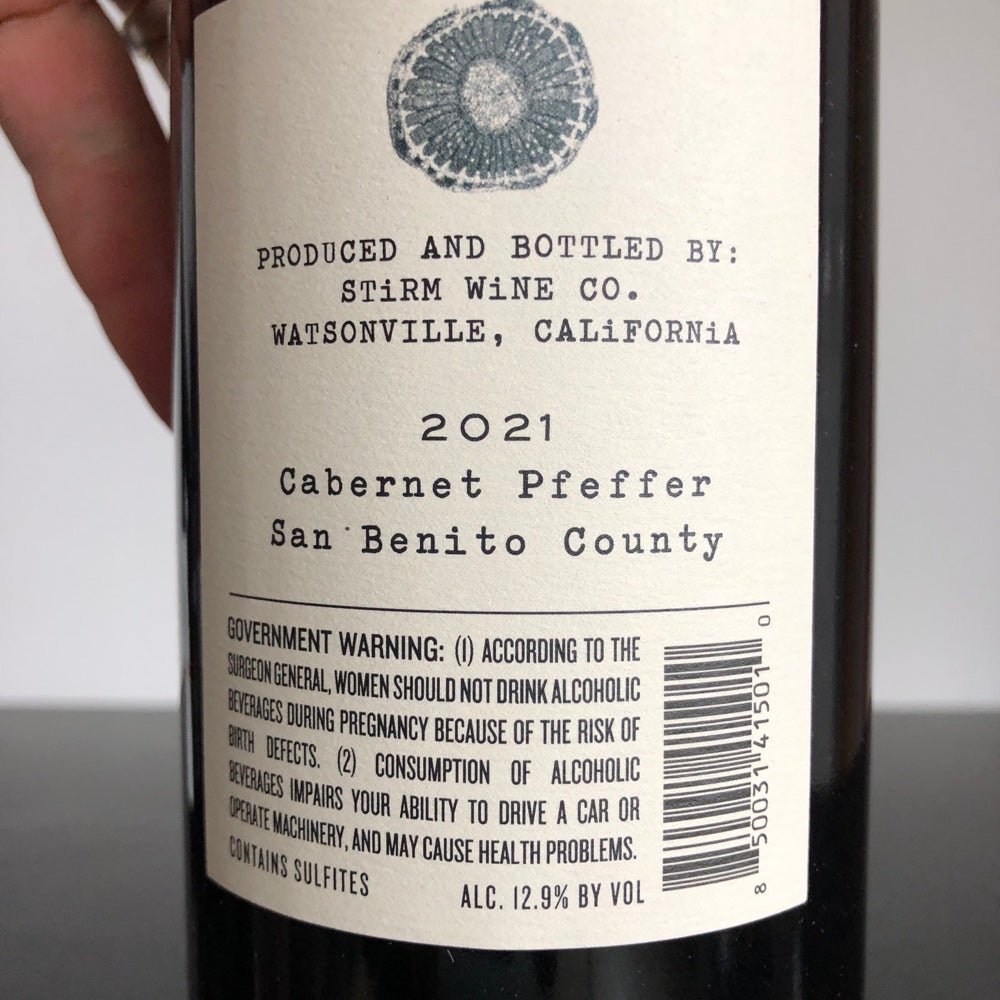 PRODUCED AND BOTTLED BY:
STiRM WiNE CO.
WATSONVILLE, CALiFORNiA
2021
Cabernet Pfeffer
San Benito County
GOVERNMENT WARNING: (1) ACCORDING TO THE
SURGEON GENERAL, WOMEN SHOULD NOT DRINK ALCOHOLIC
BEVERAGES DURING PREGNANCY BECAUSE OF THE RISK OF
BIRTH DEFECTS. (2) CONSUMPTION OF ALCOHOLIC
BEVERAGES IMPAIRS YOUR ABILITY TO DRIVE A CAR OR
OPERATE MACHINERY, AND MAY CAUSE HEALTH PROBLEMS.
CONTAINS SULFITES
ALC. 12.9% BY VOL
8 50031 41501 0